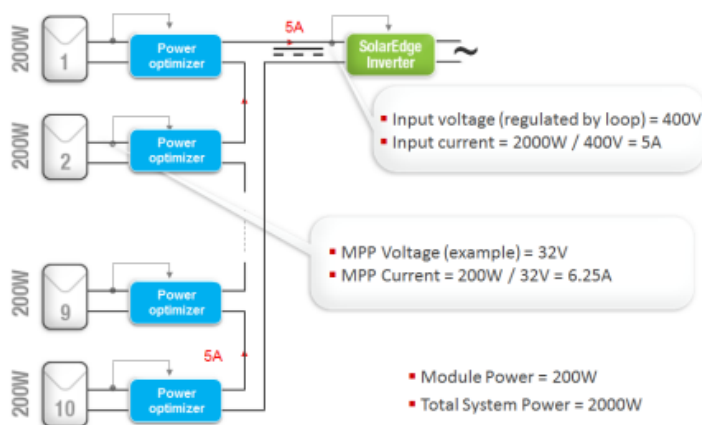 5A
200W
1
Power
optimizer
SolarEdge
Inverter
~
▪ Input voltage (regulated by loop) = 400V
▪ Input current = 2000W / 400V = 5A
200W
2
Power
optimizer
▪ MPP Voltage (example) = 32V
▪ MPP Current = 200W / 32V = 6.25A
200W
9
Power
optimizer
5A
200W
10
Power
optimizer
▪ Module Power = 200W
▪ Total System Power = 2000W